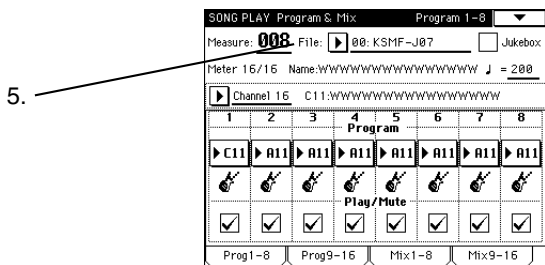 SONG PLAY Program & Mix Program 1-8
Measure: 008 File: 00: KSMF-J07 Jukebox
5.
Meter 16/16 Name:WWWWWWWWWWWWWWWW ♩ = 200
Channel 16 C11:WWWWWWWWWWWWWWWW
1 2 3 4 5 6 7 8
Program
C11 A11 A11 A11 A11 A11 A11 A11
Play/Mute
Prog1-8 Prog9-16 Mix1-8 Mix9-16